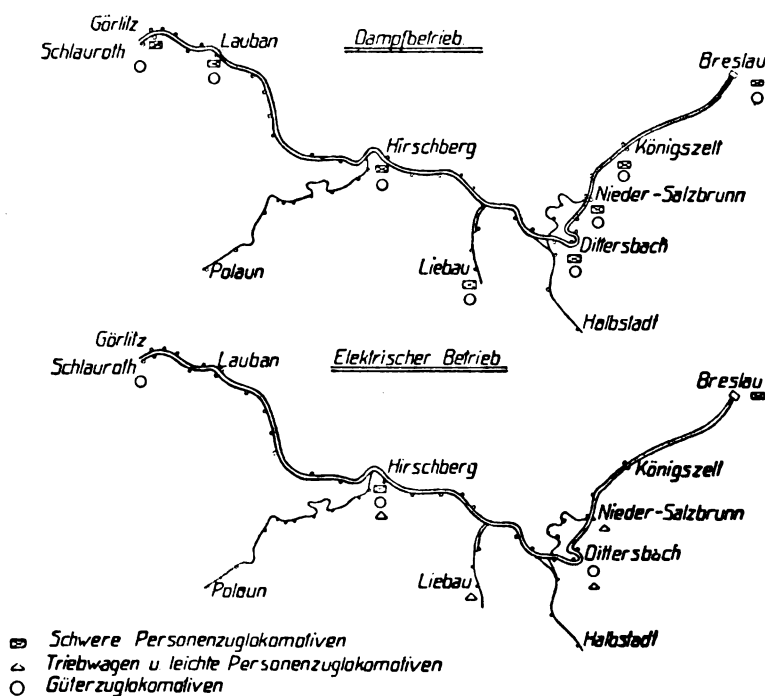 Dampfbetrieb.
Görlitz
Schlauroth
Lauban
Breslau
Hirschberg
Königszelt
Nieder-Salzbrunn
Dittersbach
Polaun
Liebau
Halbstadt
Elektrischer Betrieb
Görlitz
Schlauroth
Lauban
Breslau
Hirschberg
Königszelt
Nieder-Salzbrunn
Dittersbach
Polaun
Liebau
Halbstadt
Schwere Personenzuglokomotiven
Triebwagen u. leichte Personenzuglokomotiven
Güterzuglokomotiven